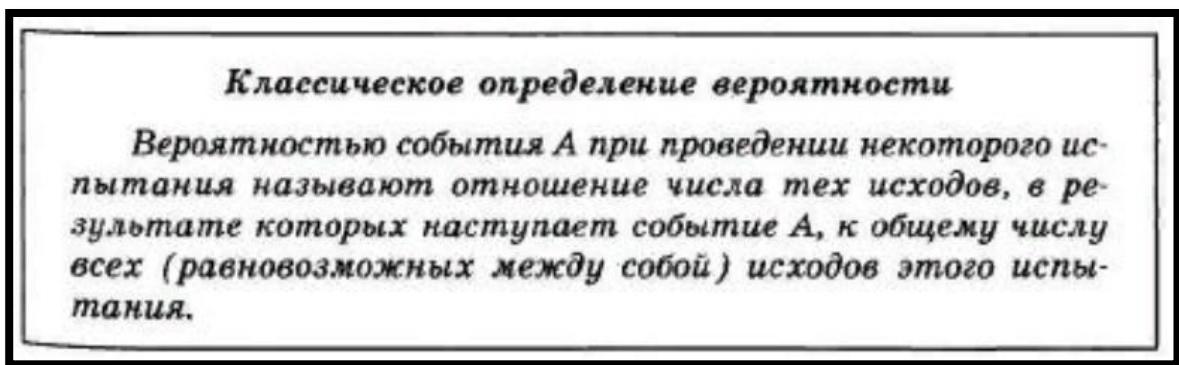 Классическое определение вероятности
Вероятностью события А при проведении некоторого ис-
пытания называют отношение числа тех исходов, в ре-
зультате которых наступает событие А, к общему числу
всех (равновозможных между собой) исходов этого испы-
тания.